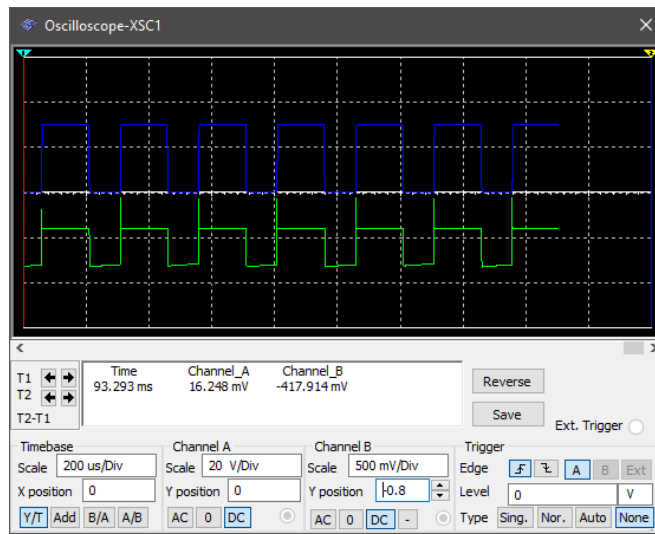 Oscilloscope-XSC1
T1
T2
T2-T1
Time Channel_A Channel_B
93.293 ms 16.248 mV -417.914 mV
Reverse
Save
Ext. Trigger
Timebase
Scale 200 us/Div
X position 0
Y/T Add B/A A/B
Channel A
Scale 20 V/Div
Y position 0
AC 0 DC
Channel B
Scale 500 mV/Div
Y position -0.8
AC 0 DC -
Trigger
Edge A B Ext
Level 0 V
Type Sing. Nor. Auto None